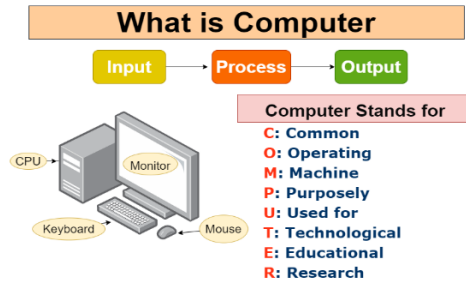 What is Computer
Input Process Output
Computer Stands for
C: Common
O: Operating
M: Machine
P: Purposely
U: Used for
T: Technological
E: Educational
R: Research
CPU
Monitor
Keyboard
Mouse